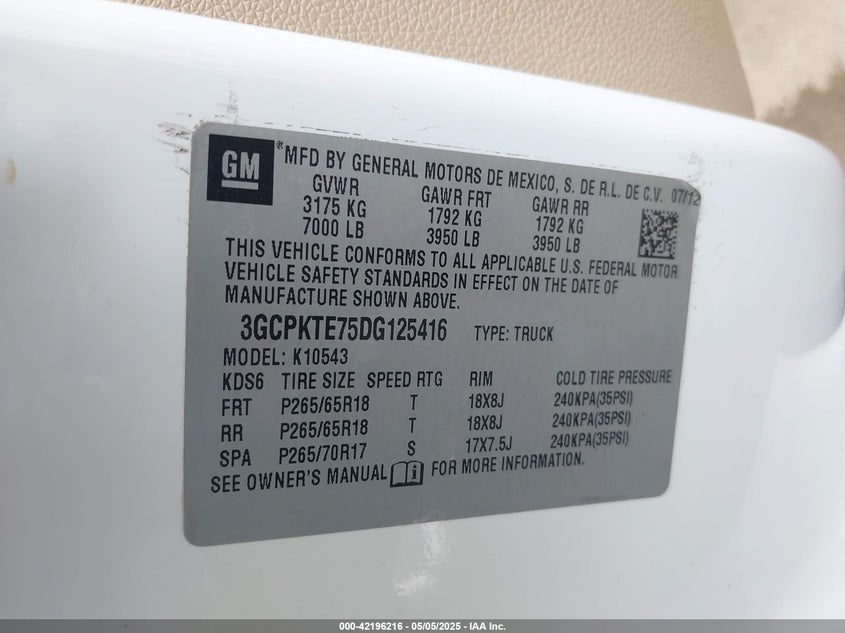 GM ® MFD BY GENERAL MOTORS DE MEXICO, S. DE R.L. DE C.V. 07/12
GVWR GAWR FRT GAWR RR
3175 KG 1792 KG 1792 KG
7000 LB 3950 LB 3950 LB
THIS VEHICLE CONFORMS TO ALL APPLICABLE U.S. FEDERAL MOTOR
VEHICLE SAFETY STANDARDS IN EFFECT ON THE DATE OF
MANUFACTURE SHOWN ABOVE.
3GCPKTE75DG125416 TYPE: TRUCK
MODEL: K10543
KDS6 TIRE SIZE SPEED RTG RIM COLD TIRE PRESSURE
FRT P265/65R18 T 18X8J 240KPA(35PSI)
RR P265/65R18 T 18X8J 240KPA(35PSI)
SPA P265/70R17 S 17X7.5J 240KPA(35PSI)
SEE OWNER'S MANUAL i FOR MORE INFORMATION.
000-42196216 - 05/05/2025 - IAA Inc.